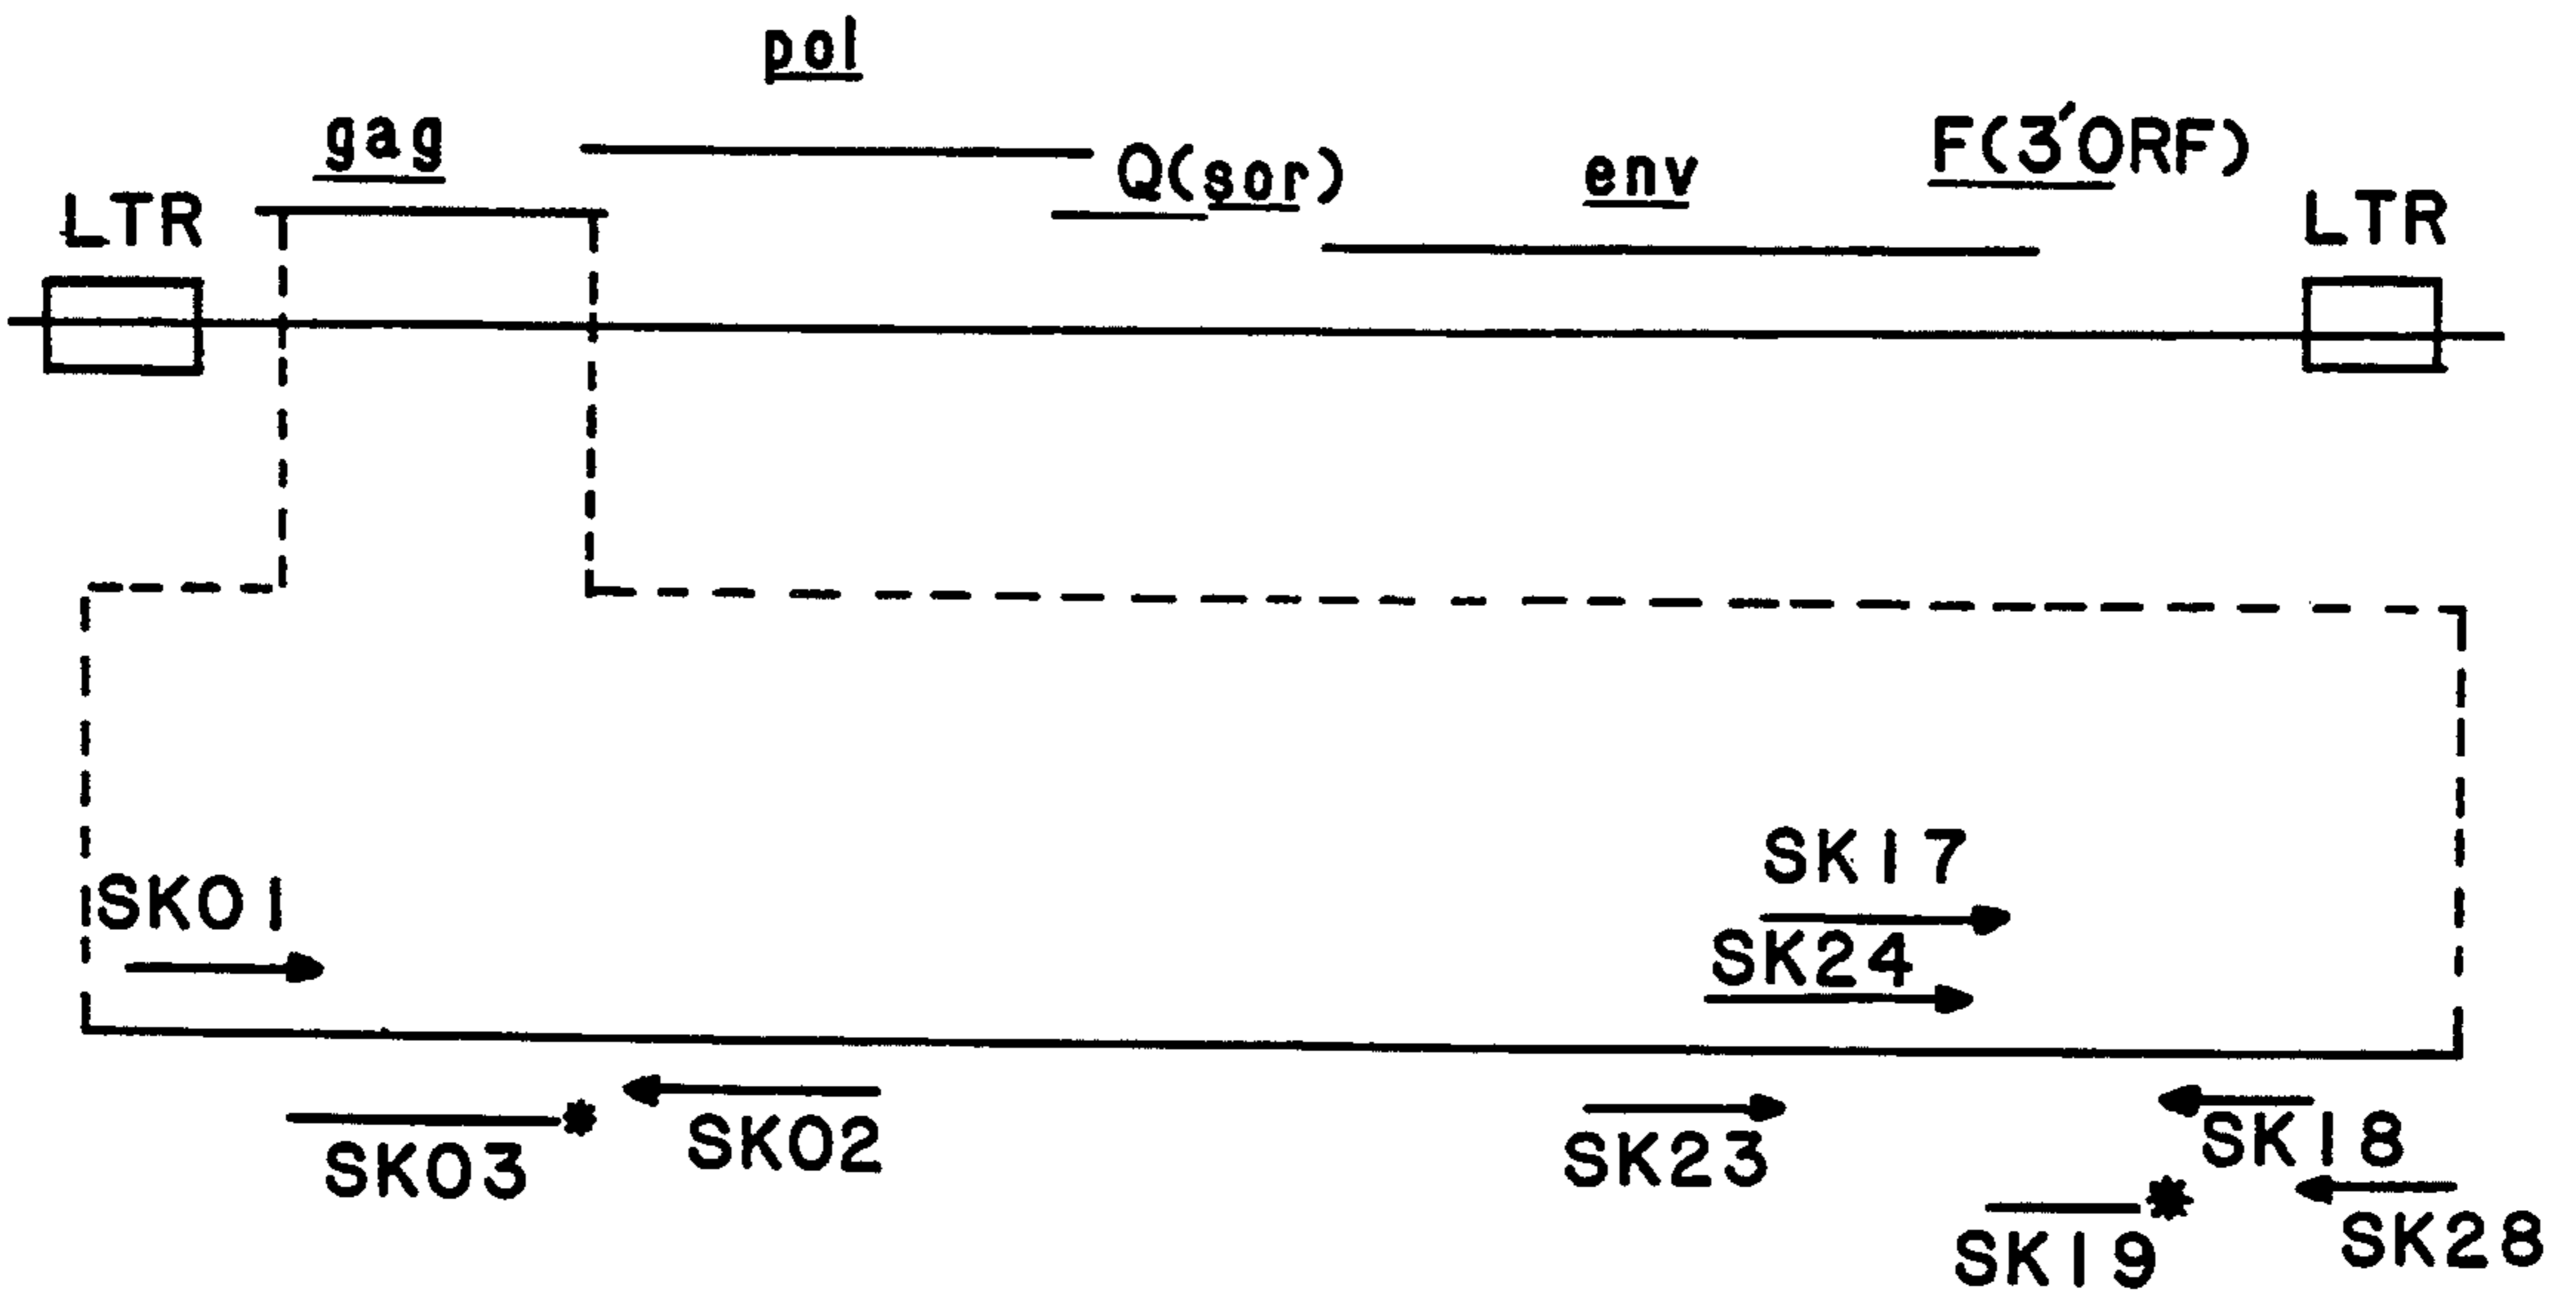 pol
gag
Q(sor)
env
F(3'ORF)
LTR
LTR
SK17
SK01
SK24
SK02
SK03
SK23
SK18
SK19
SK28